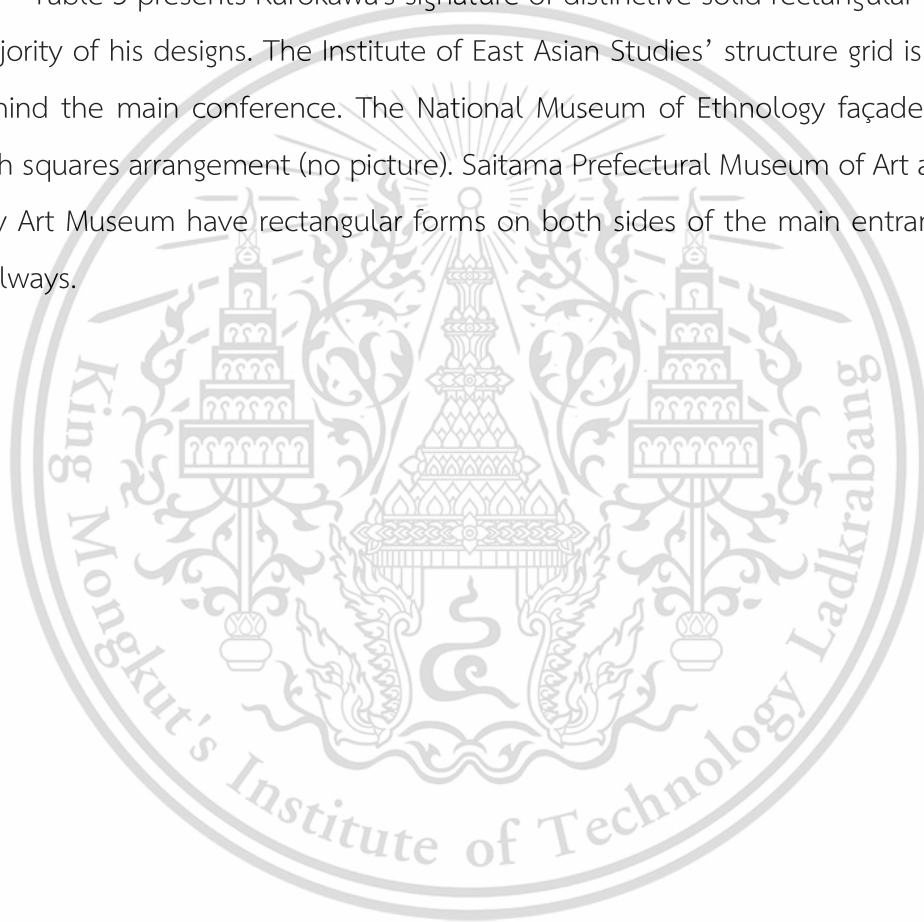 presents Kurokawa's signature of distinctive solid rectangular
jority of his designs. The Institute of East Asian Studies’ structure grid is
hind the main conference. The National Museum of Ethnology façade
h squares arrangement (no picture). Saitama Prefectural Museum of Art
y Art Museum have rectangular forms on both sides of the main entran
lways.
King Mongkut's Institute of Technology Ladkrabang